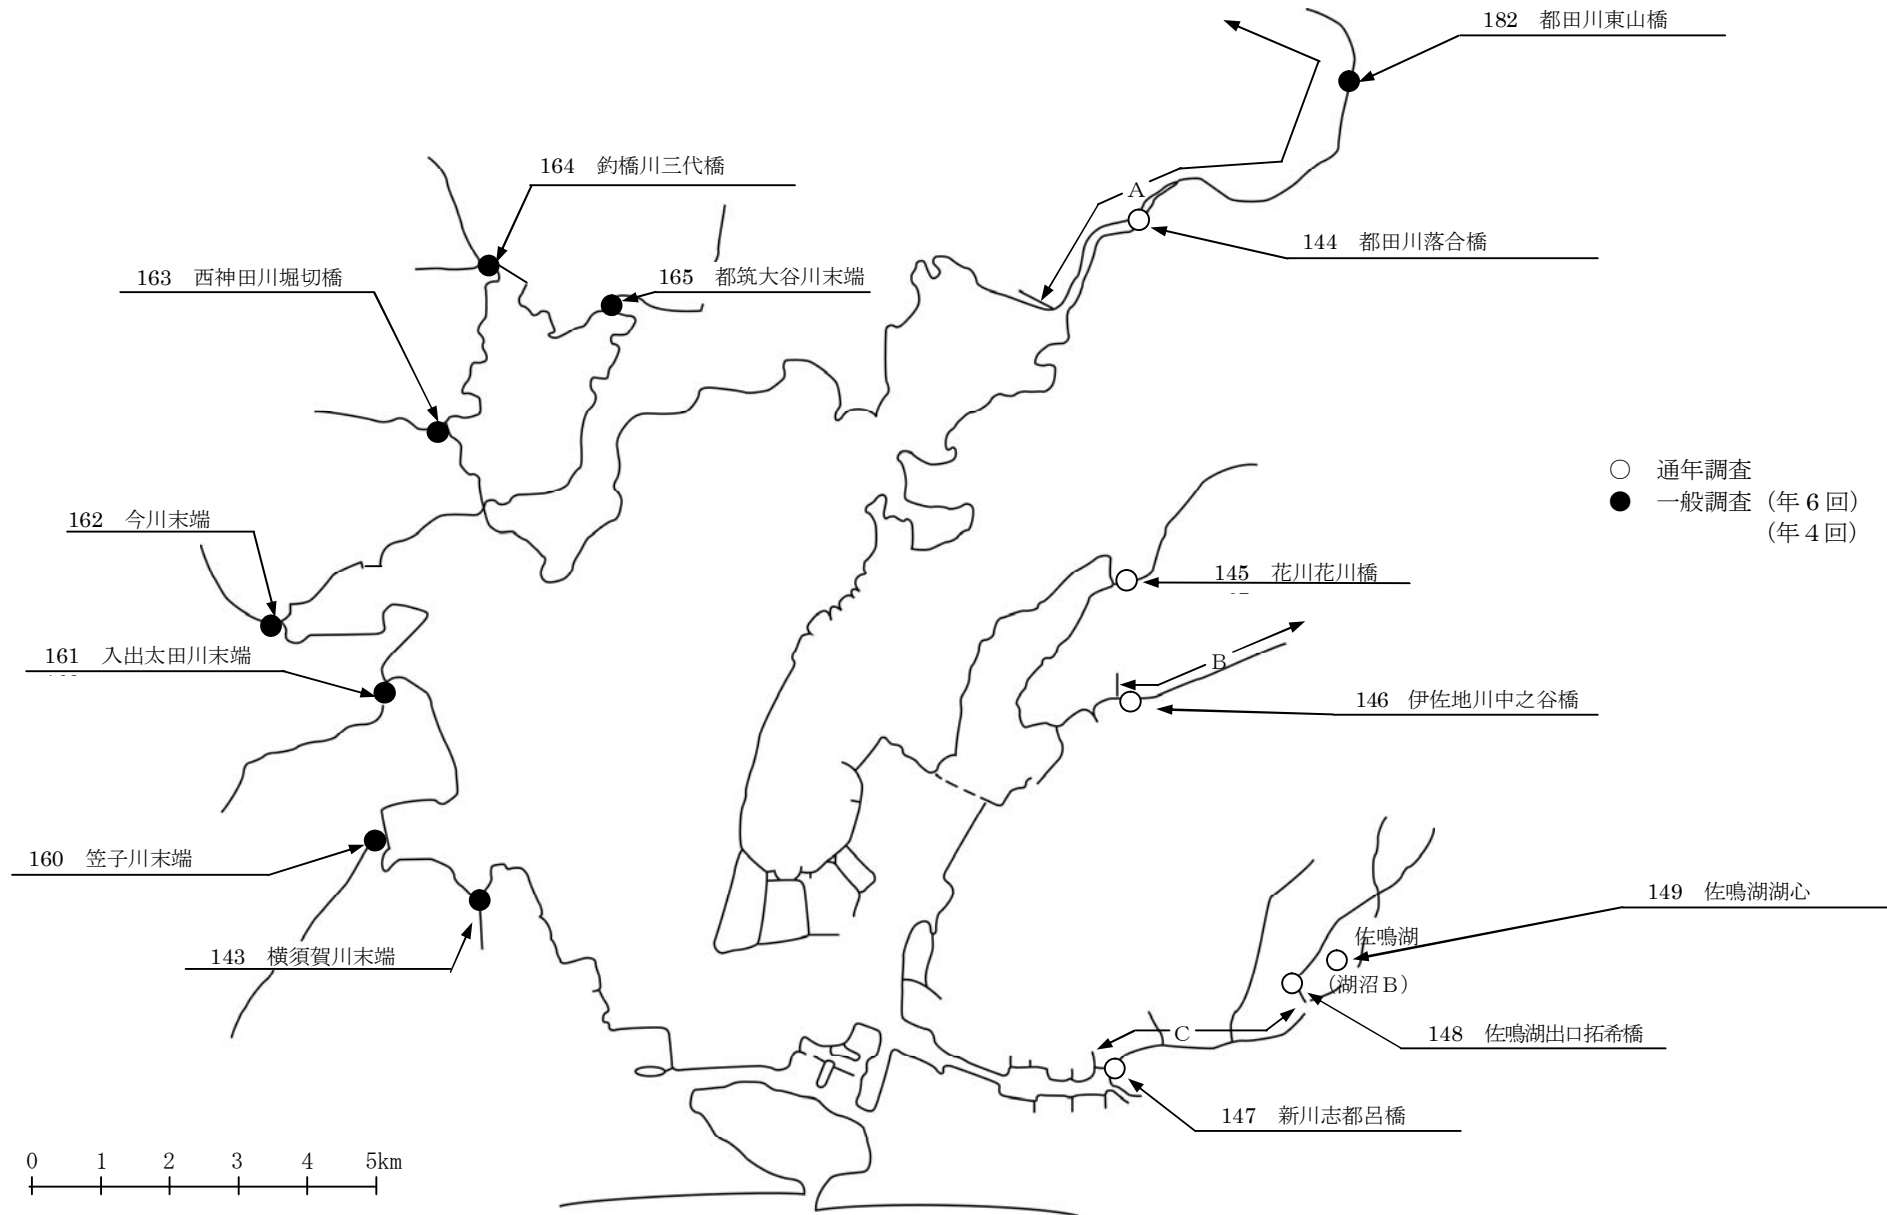 182 都田川東山橋
164 釣橋川三代橋
A
144 都田川落合橋
163 西神田川堀切橋
165 都筑大谷川末端
○ 通年調査
● 一般調査(年6回)
(年4回)
162 今川末端
145 花川花川橋
161 入出太田川末端
B
146 伊佐地川中之谷橋
160 笠子川末端
149 佐鳴湖湖心
佐鳴湖
(湖沼B)
143 横須賀川末端
C
148 佐鳴湖出口拓希橋
147 新川志都呂橋
0 1 2 3 4 5km